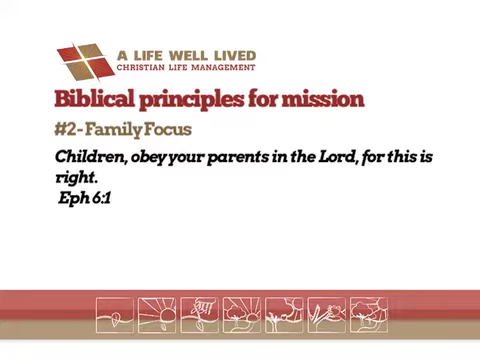 A LIFE WELL LIVED
CHRISTIAN LIFE MANAGEMENT
Biblical principles for mission
#2- Family Focus
Children, obey your parents in the Lord, for this is
right.
Eph 6:1